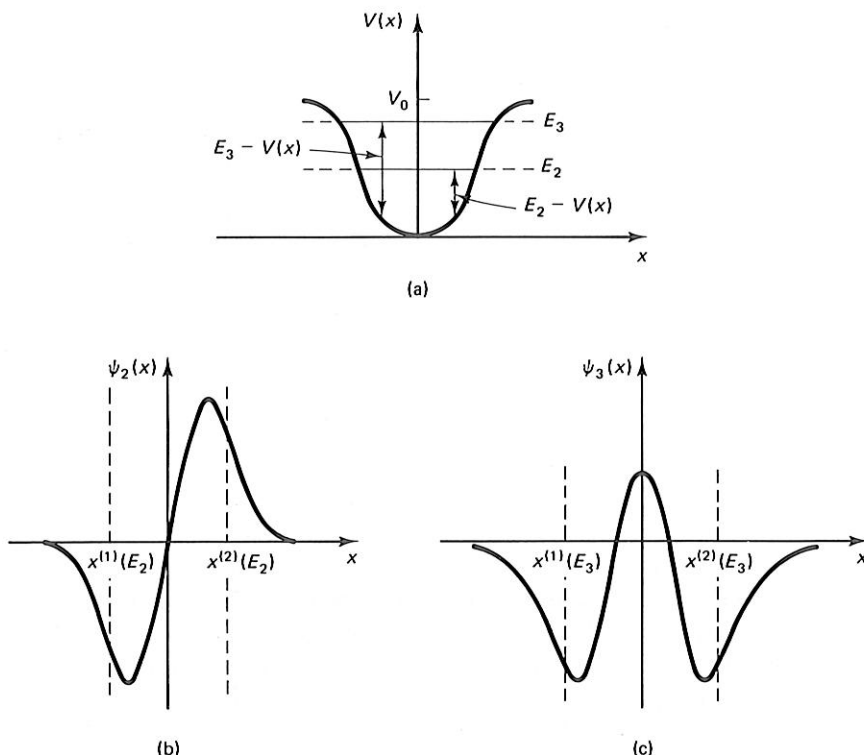 V(x)
V₀
E₃
E₃ − V(x)
E₂
E₂ − V(x)
x
(a)
ψ₂(x)
x⁽¹⁾(E₂)
x⁽²⁾(E₂)
x
(b)
ψ₃(x)
x⁽¹⁾(E₃)
x⁽²⁾(E₃)
x
(c)